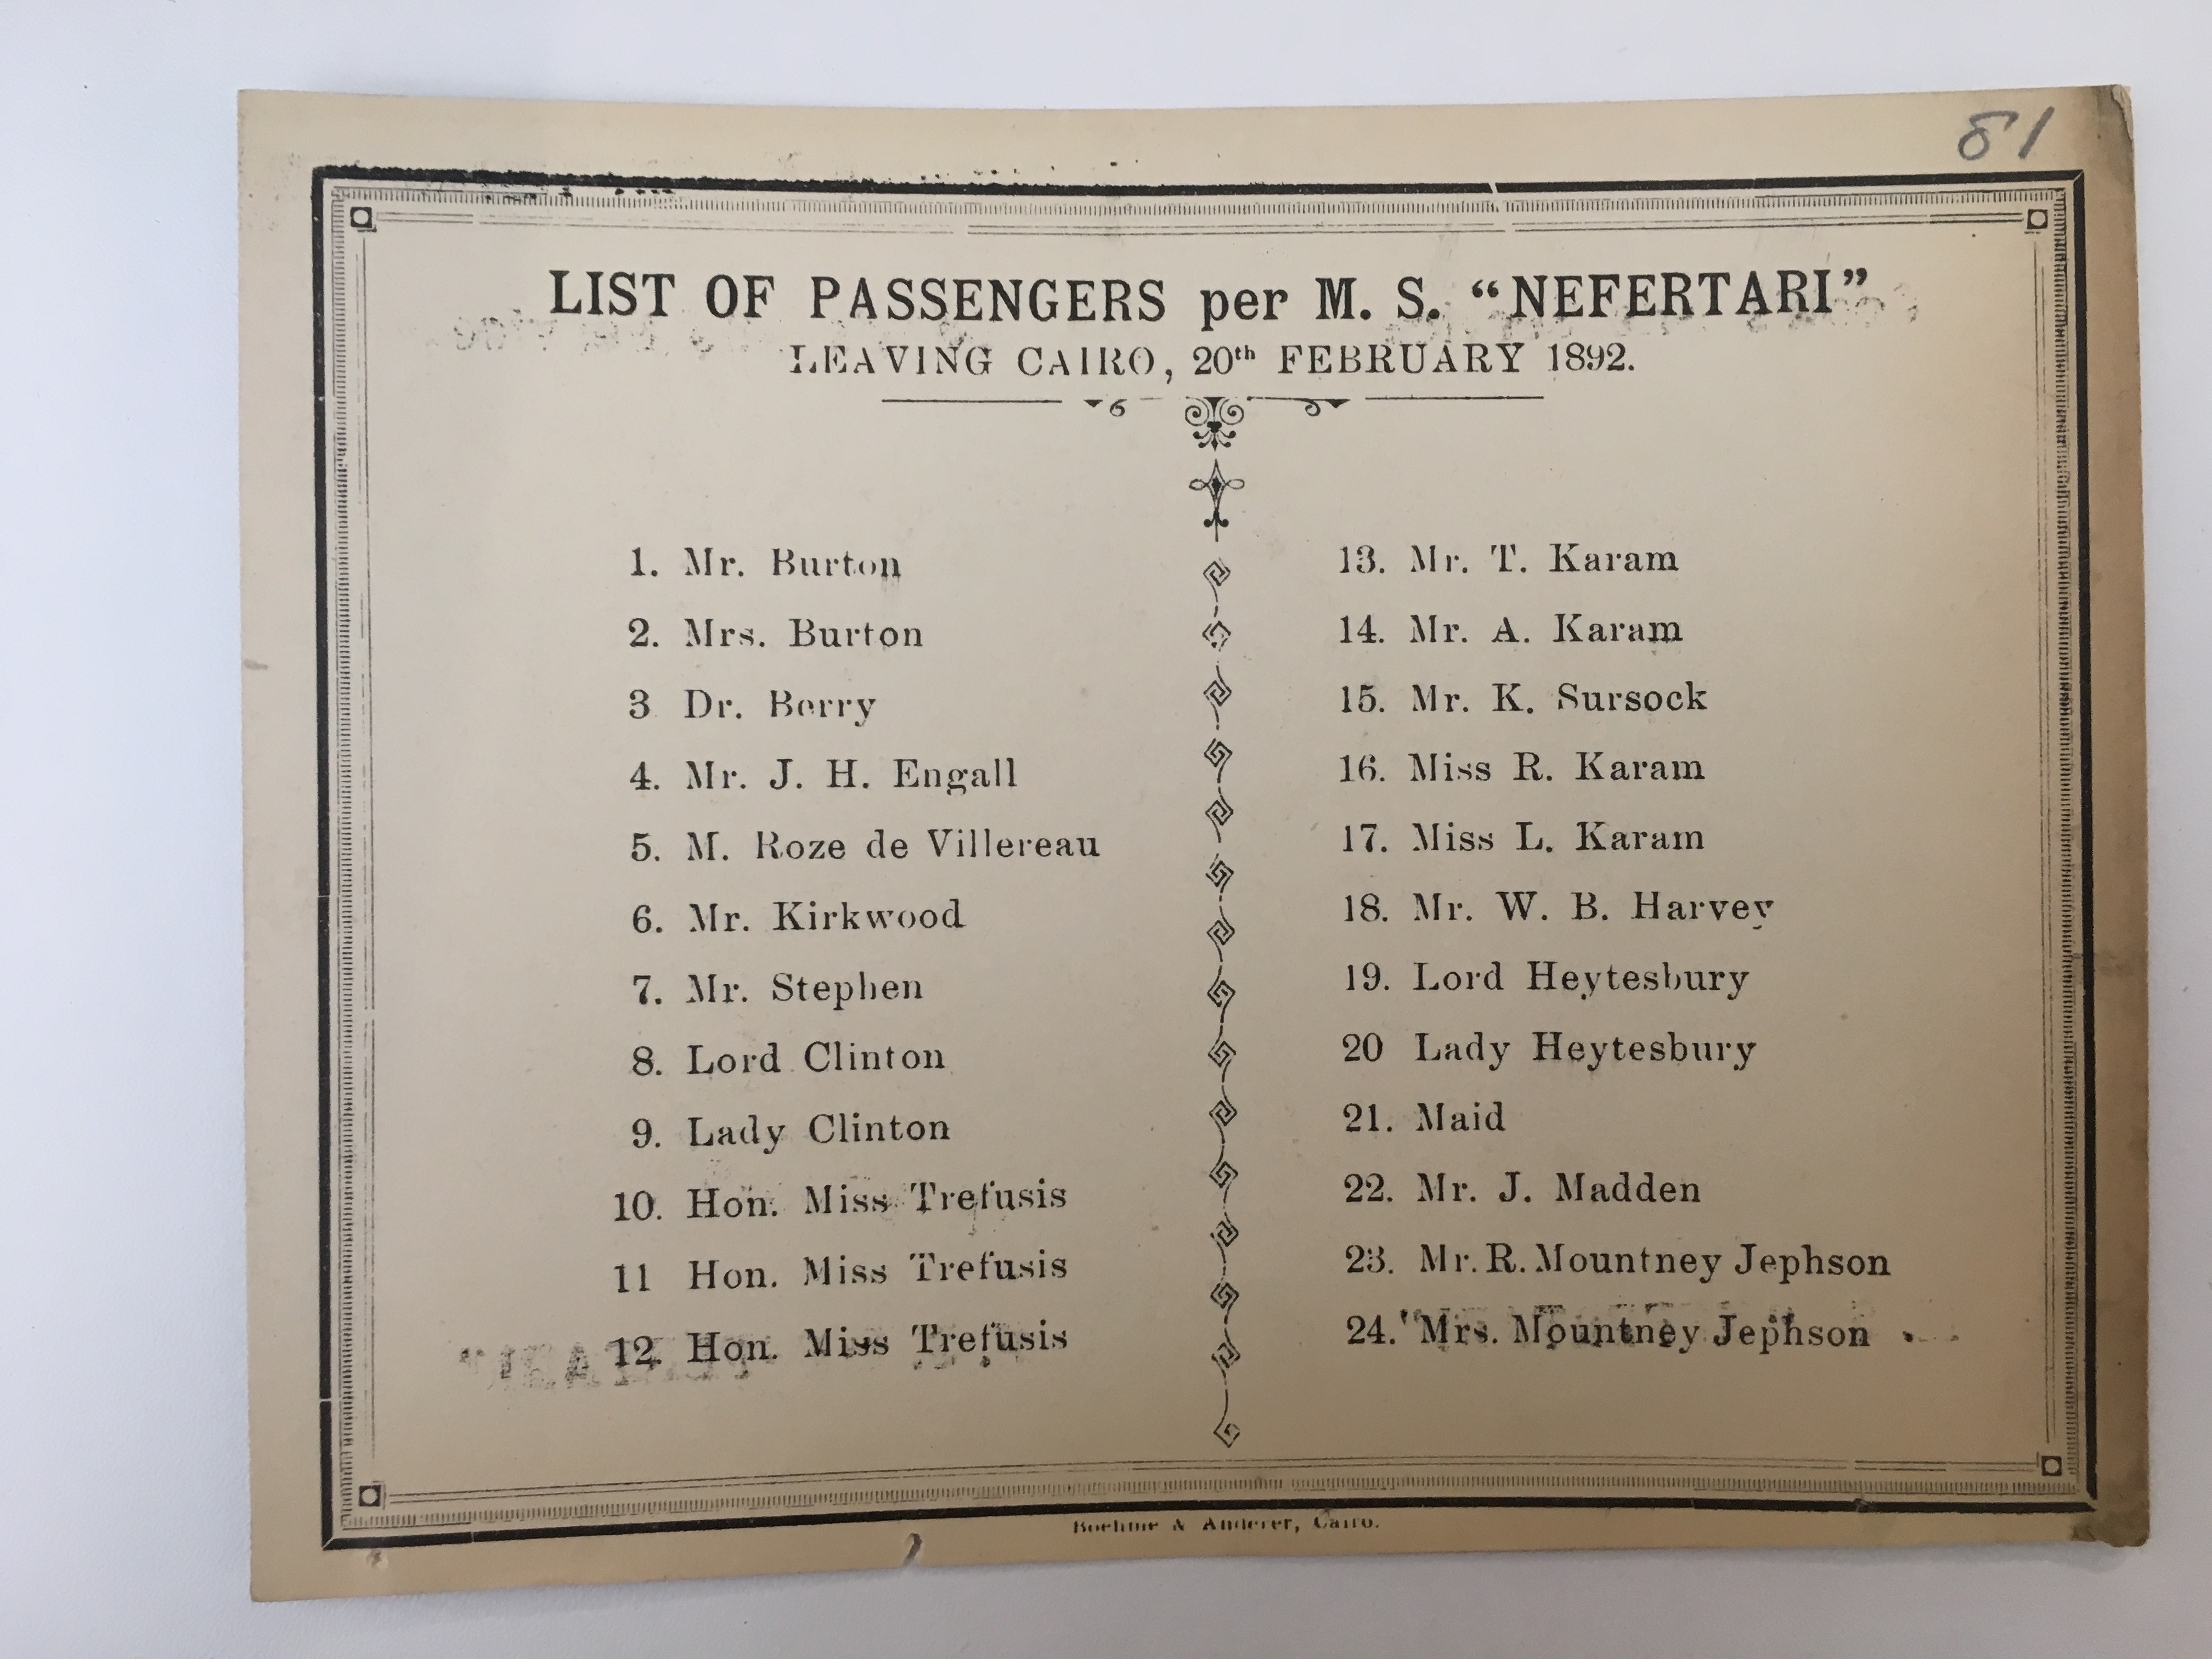 81
LIST OF PASSENGERS per M. S. “NEFERTARI”
LEAVING CAIRO, 20th FEBRUARY 1892.
1. Mr. Burton
2. Mrs. Burton
3 Dr. Berry
4. Mr. J. H. Engall
5. M. Roze de Villereau
6. Mr. Kirkwood
7. Mr. Stephen
8. Lord Clinton
9. Lady Clinton
10. Hon. Miss Trefusis
11 Hon. Miss Trefusis
12. Hon. Miss Trefusis
13. Mr. T. Karam
14. Mr. A. Karam
15. Mr. K. Sursock
16. Miss R. Karam
17. Miss L. Karam
18. Mr. W. B. Harvey
19. Lord Heytesbury
20 Lady Heytesbury
21. Maid
22. Mr. J. Madden
23. Mr. R. Mountney Jephson
24. Mrs. Mountney Jephson
Boehme & Anderer, Cairo.